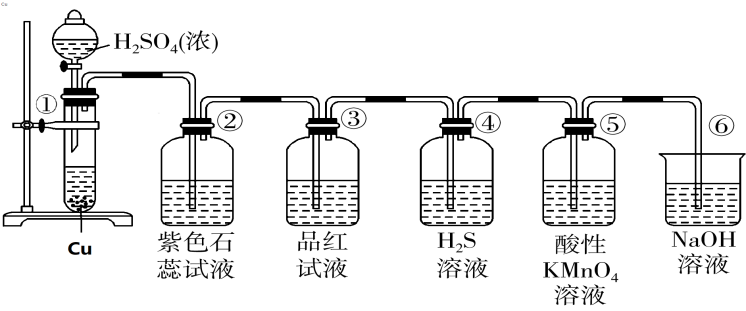 Cu
H₂SO₄(浓)
①
②
③
④
⑤
⑥
Cu
紫色石
蕊试液
品红
试液
H₂S
溶液
酸性
KMnO₄
溶液
NaOH
溶液